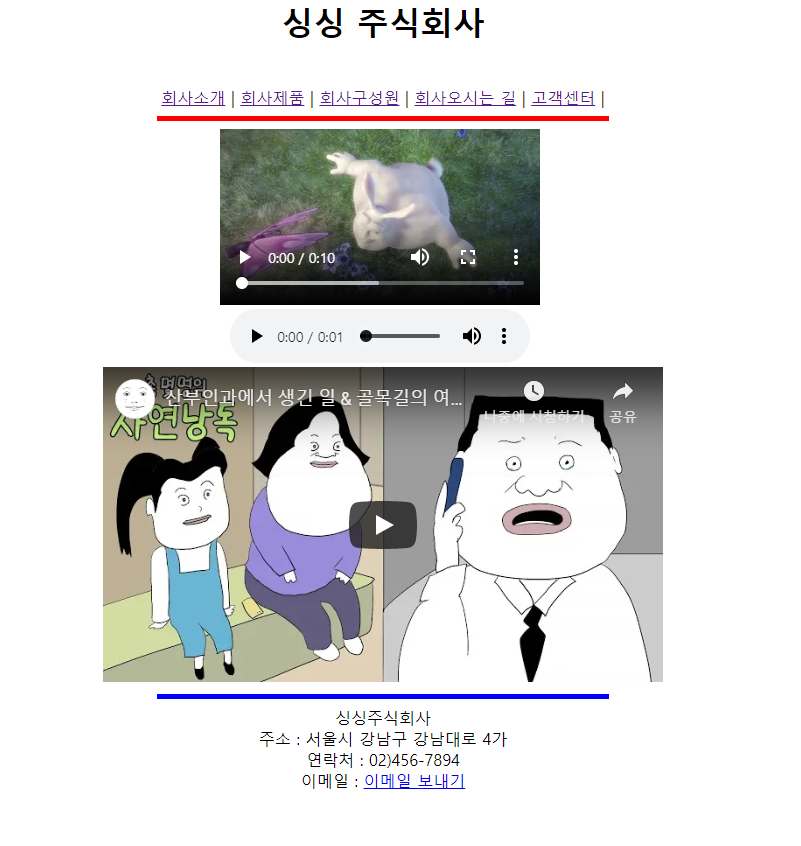 싱싱 주식회사
회사소개 | 회사제품 | 회사구성원 | 회사오시는 길 | 고객센터 |
0:00 / 0:10
0:00 / 0:01
산부인과에서 생긴 일 & 골목길의 여...
나중에 시청하기
공유
사연낭독
싱싱주식회사
주소 : 서울시 강남구 강남대로 4가
연락처 : 02)456-7894
이메일 : 이메일 보내기